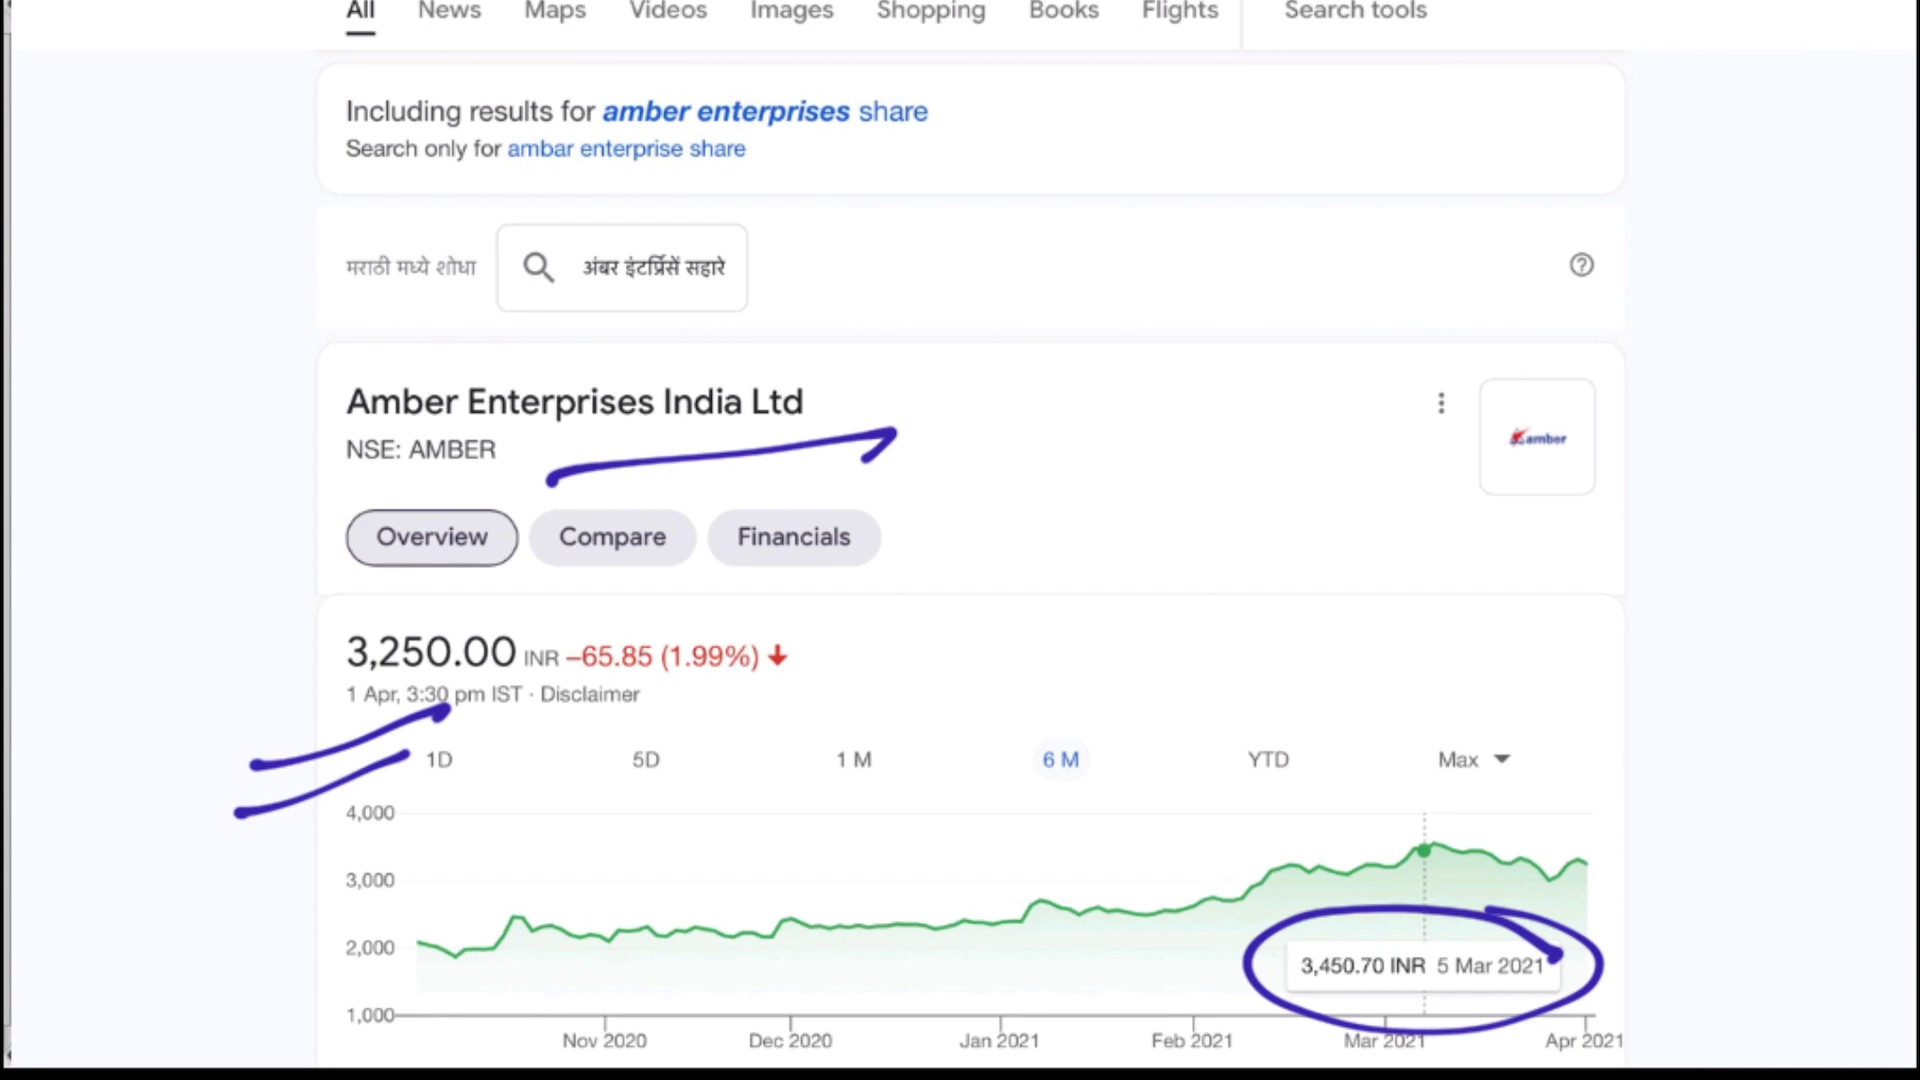 All News Maps Videos Images Shopping Books Flights Search tools
Including results for amber enterprises share
Search only for ambar enterprise share
मराठी मध्ये शोधा अंबर इंटर्प्रिसें सहारे
Amber Enterprises India Ltd
NSE: AMBER
amber
Overview Compare Financials
3,250.00 INR −65.85 (1.99%)
1 Apr, 3:30 pm IST · Disclaimer
1D 5D 1 M 6 M YTD Max
4,000
3,000
2,000
3,450.70 INR 5 Mar 2021
1,000
Nov 2020 Dec 2020 Jan 2021 Feb 2021 Mar 2021 Apr 2021